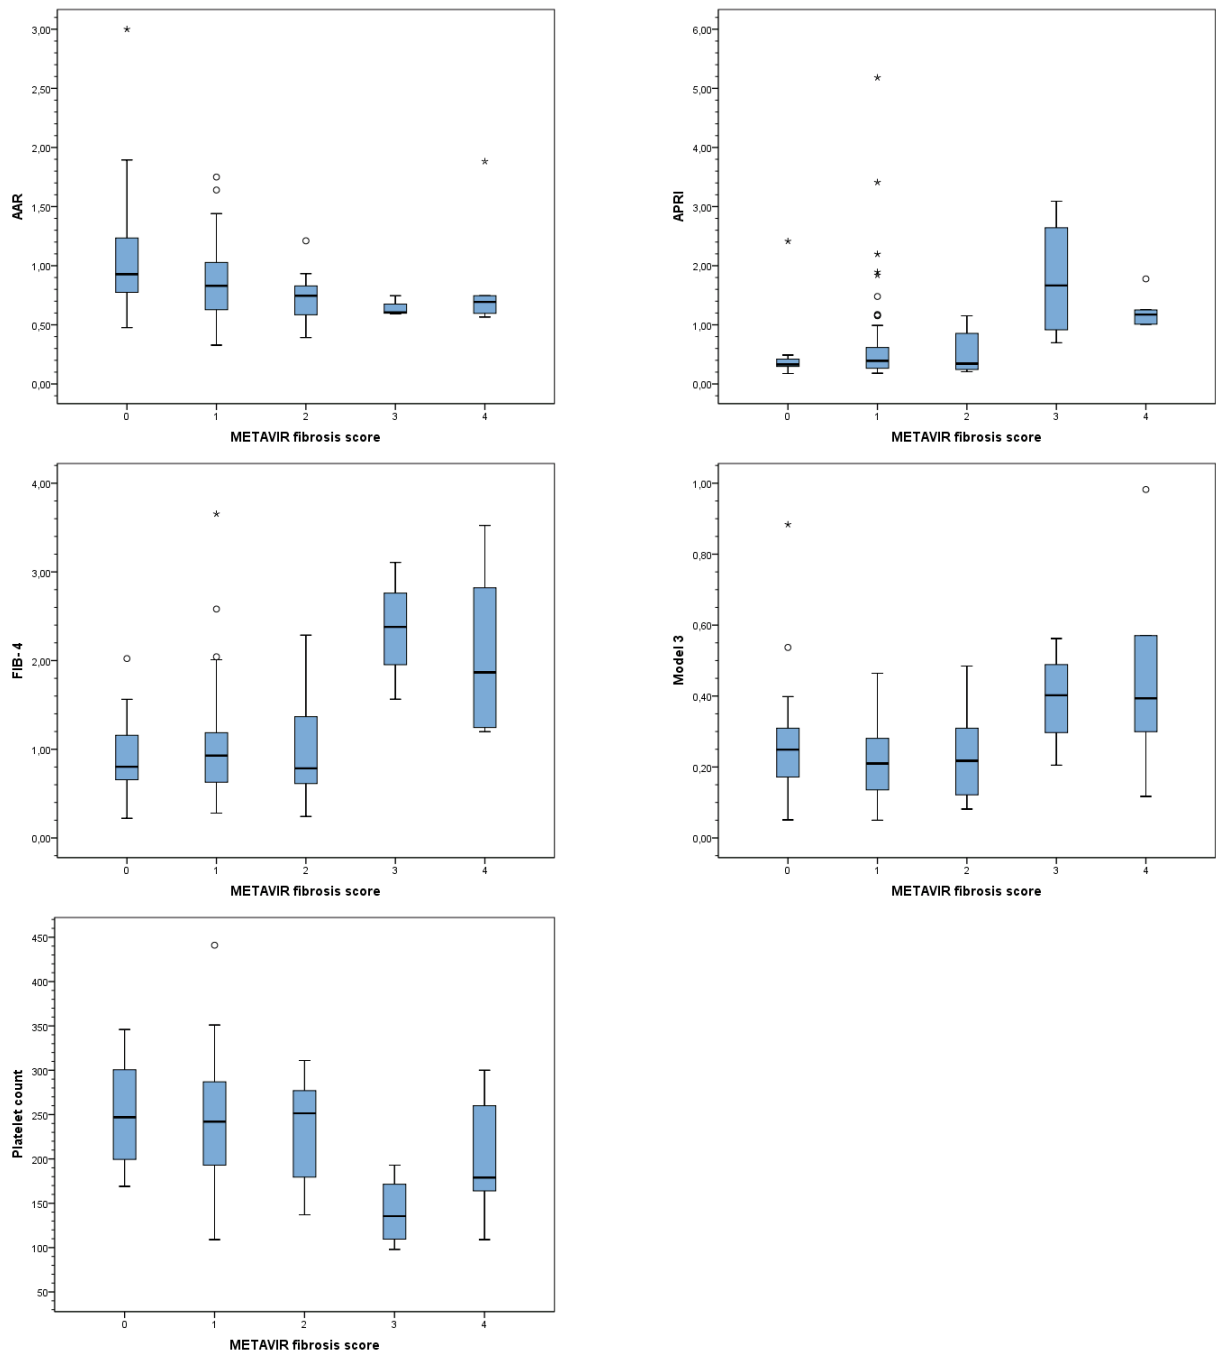 AAR
3,00
2,50
2,00
1,50
1,00
0,50
0,00
0 1 2 3 4
METAVIR fibrosis score
APRI
6,00
5,00
4,00
3,00
2,00
1,00
0,00
0 1 2 3 4
METAVIR fibrosis score
FIB-4
4,00
3,00
2,00
1,00
0,00
0 1 2 3 4
METAVIR fibrosis score
Model 3
1,00
0,80
0,60
0,40
0,20
0,00
0 1 2 3 4
METAVIR fibrosis score
Platelet count
450
400
350
300
250
200
150
100
50
0 1 2 3 4
METAVIR fibrosis score